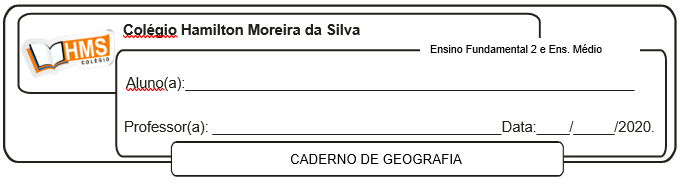 Colégio Hamilton Moreira da Silva
HMS
COLÉGIO
Ensino Fundamental 2 e Ens. Médio
Aluno(a):______________________________________________________
Professor(a): ___________________________________Data:____/_____/2020.
CADERNO DE GEOGRAFIA